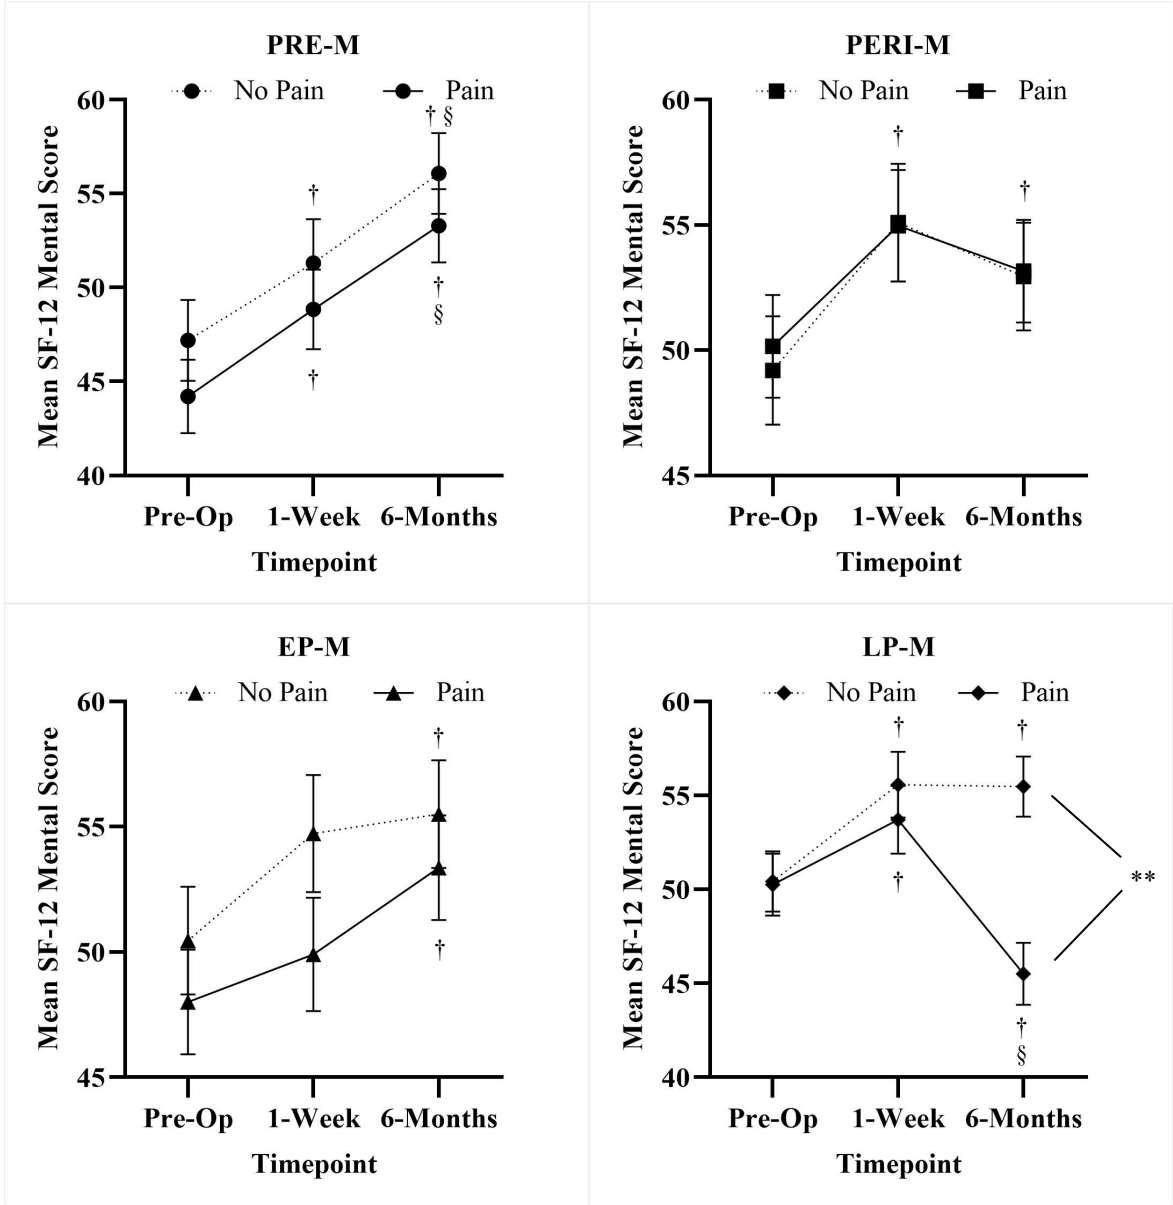 PRE-M
No Pain Pain
Mean SF-12 Mental Score
60
55
50
45
40
† §
†
†
§
†
Pre-Op 1-Week 6-Months
Timepoint
PERI-M
No Pain Pain
Mean SF-12 Mental Score
60
55
50
45
†
†
Pre-Op 1-Week 6-Months
Timepoint
EP-M
No Pain Pain
Mean SF-12 Mental Score
60
55
50
45
†
†
Pre-Op 1-Week 6-Months
Timepoint
LP-M
No Pain Pain
Mean SF-12 Mental Score
60
55
50
45
40
† †
†
**
†
§
Pre-Op 1-Week 6-Months
Timepoint